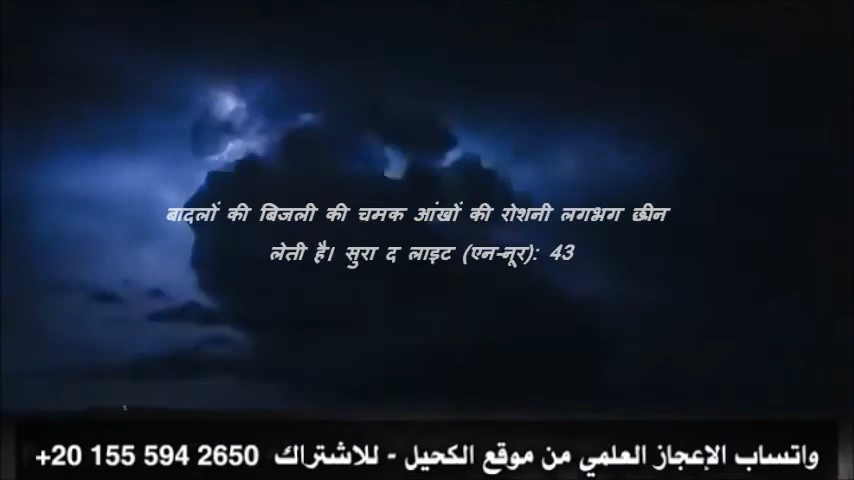 बादलों की बिजली की चमक आंखों की रोशनी लगभग छीन
लेती है। सुरा द लाइट (एन-नूर): 43
واتساب الإعجاز العلمي من موقع الكحيل - للاشتراك 2650 594 155 20+